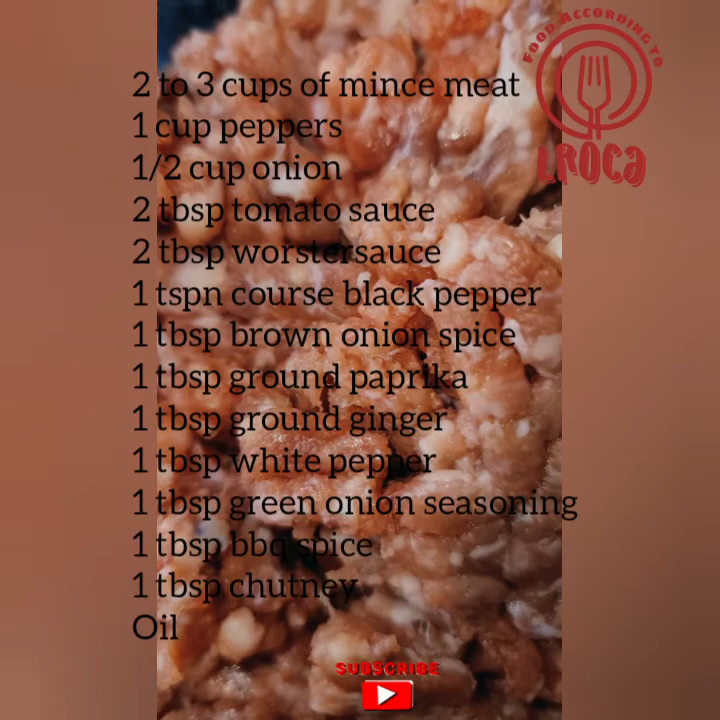 FOOD ACCORDING TO
LROCA
2 to 3 cups of mince meat
1 cup peppers
1/2 cup onion
2 tbsp tomato sauce
2 tbsp worstersauce
1 tspn course black pepper
1 tbsp brown onion spice
1 tbsp ground paprika
1 tbsp ground ginger
1 tbsp white pepper
1 tbsp green onion seasoning
1 tbsp bbq spice
1 tbsp chutney
Oil
SUBSCRIBE